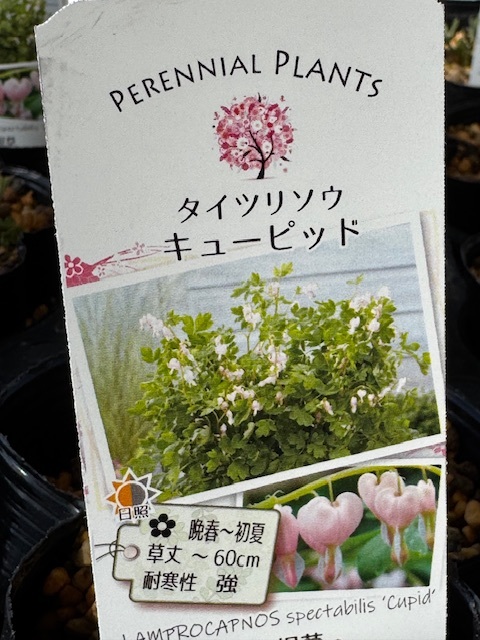 PERENNIAL PLANTS
タイツリソウ
キューピッド
日照
晩春～初夏
草丈 ～60cm
耐寒性 強
LAMPROCAPNOS spectabilis 'Cupid'